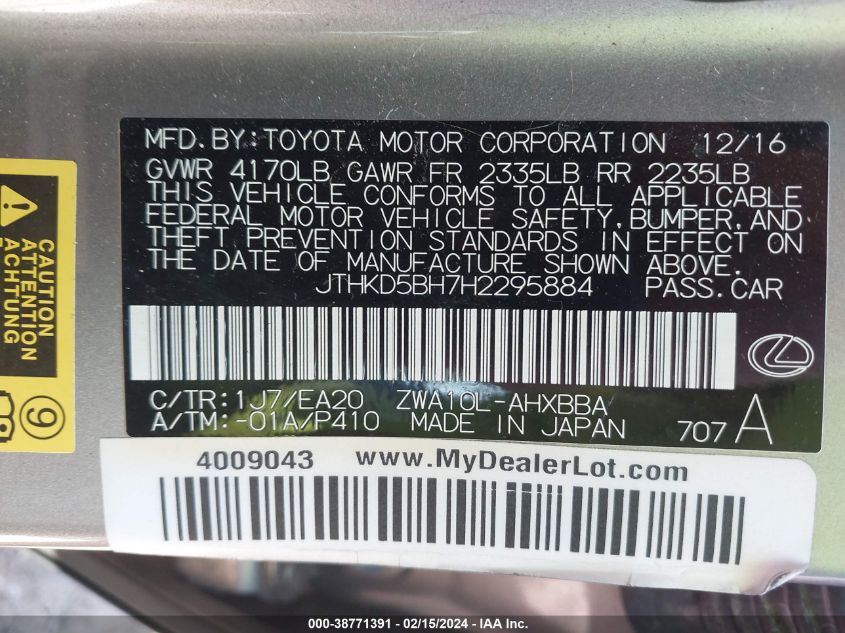 MFD.BY:TOYOTA MOTOR CORPORATION 12/16
GVWR 4170LB GAWR FR 2335LB RR 2235LB
THIS VEHICLE CONFORMS TO ALL APPLICABLE
FEDERAL MOTOR VEHICLE SAFETY,BUMPER,AND
THEFT PREVENTION STANDARDS IN EFFECT ON
THE DATE OF MANUFACTURE SHOWN ABOVE.
JTHKD5BH7H2295884 PASS.CAR
C/TR:1J7/EA20 ZWA10L-AHXBBA
A/TM:-01A/P410 MADE IN JAPAN 707 A
4009043 www.MyDealerLot.com
CAUTION
ATTENTION
ACHTUNG
9
000-38771391 - 02/15/2024 - IAA Inc.